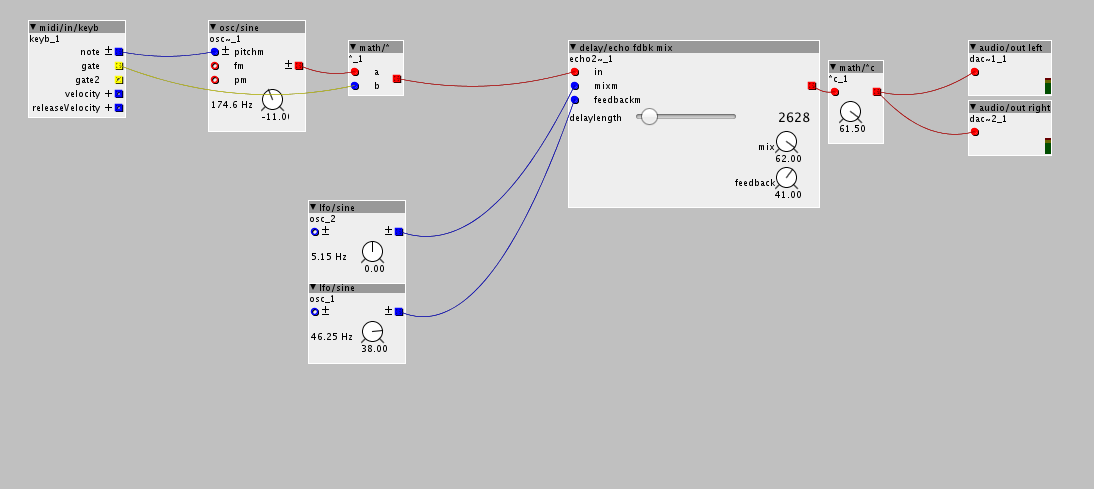 midi/in/keyb
keyb_1
note ±
gate
gate2
velocity +
releaseVelocity +
osc/sine
osc~_1
± pitchm
fm ±
pm
174.6 Hz
-11.0(
math/*
*_1
a
b
delay/echo fdbk mix
echo2~_1
in
mixm
feedbackm
delaylength 2628
mix
62.00
feedback
41.00
math/*c
*c_1
61.50
audio/out left
dac~1_1
audio/out right
dac~2_1
lfo/sine
osc_2
± ±
5.15 Hz
0.00
lfo/sine
osc_1
± ±
46.25 Hz
38.00